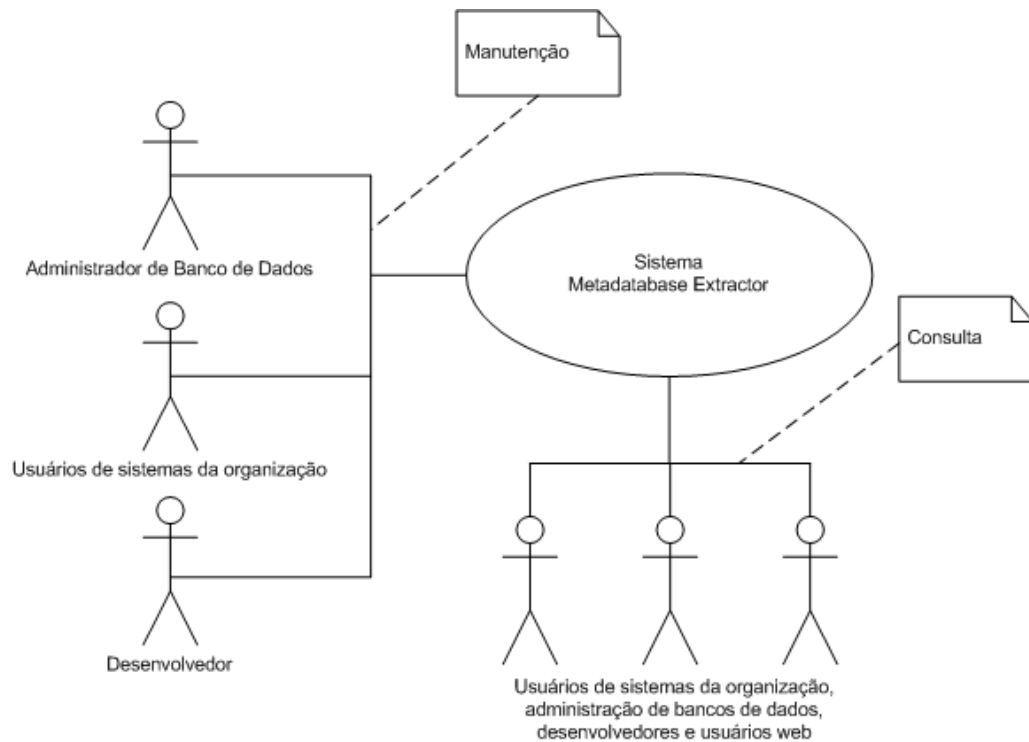 Manutenção
Administrador de Banco de Dados
Sistema
Metadatabase Extractor
Consulta
Usuários de sistemas da organização
Desenvolvedor
Usuários de sistemas da organização,
administração de bancos de dados,
desenvolvedores e usuários web